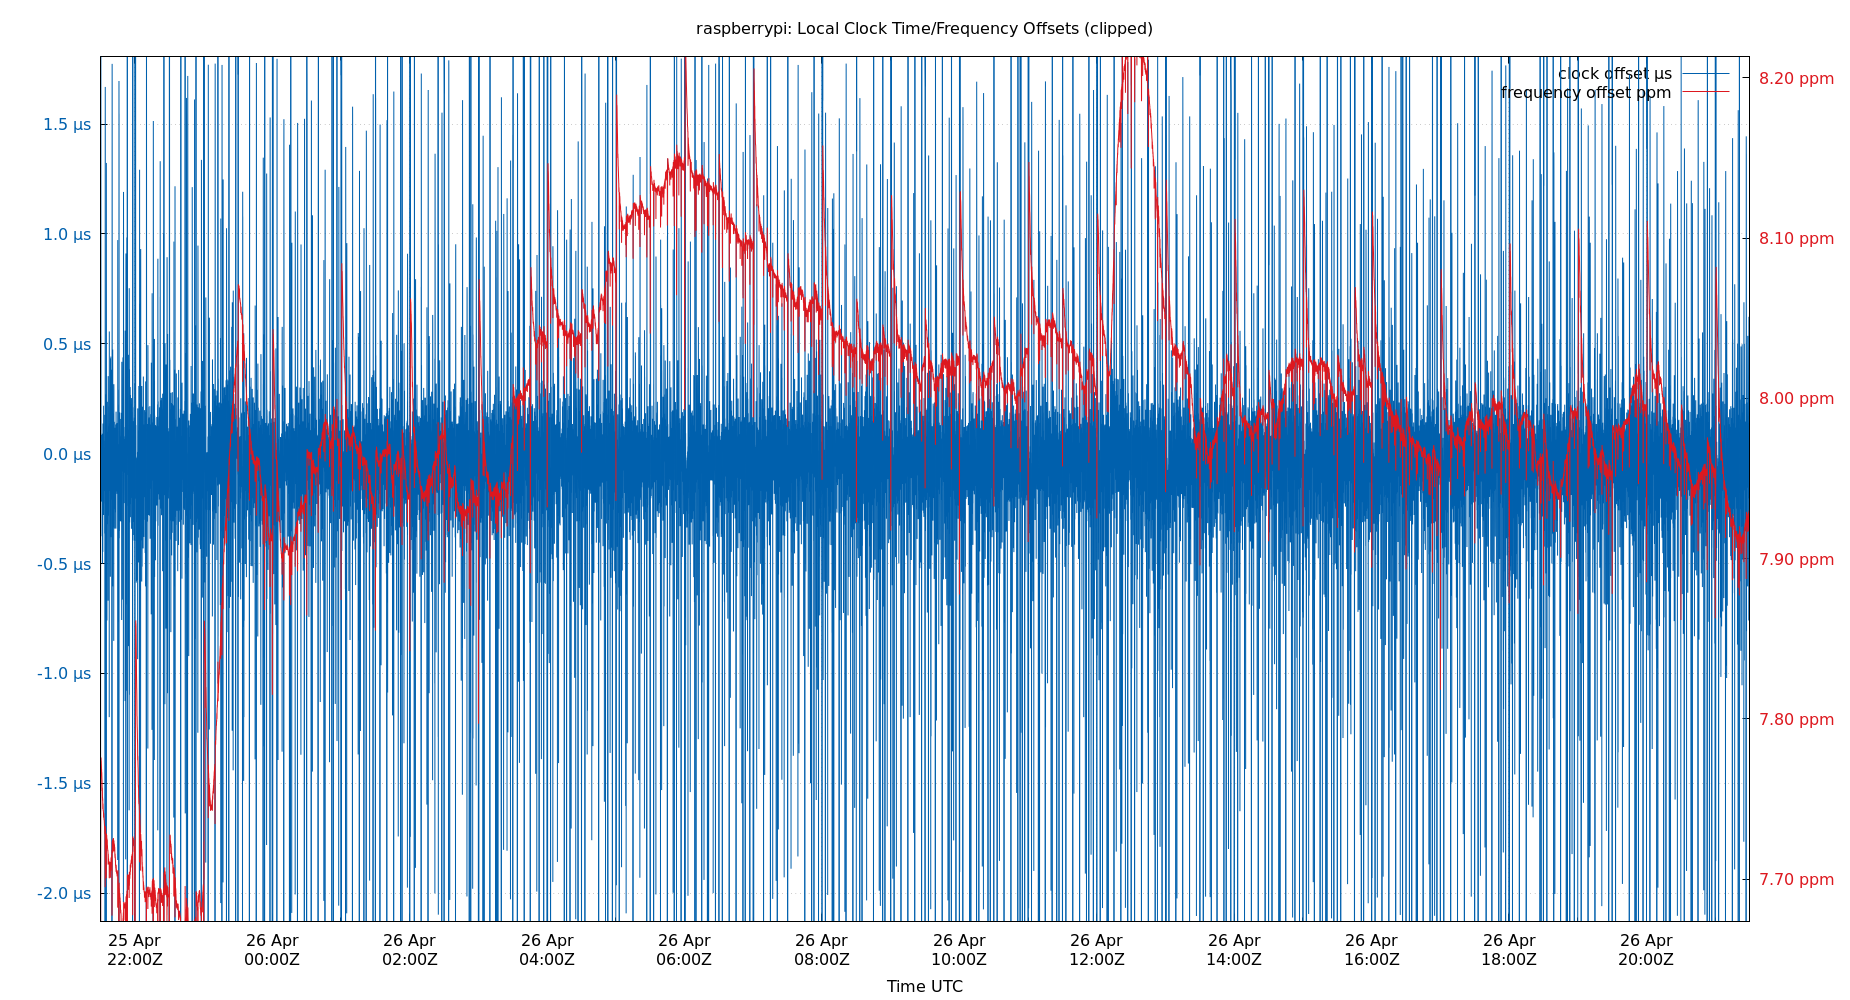 raspberrypi: Local Clock Time/Frequency Offsets (clipped)
clock offset µs
frequency offset ppm
1.5 µs
1.0 µs
0.5 µs
0.0 µs
-0.5 µs
-1.0 µs
-1.5 µs
-2.0 µs
8.20 ppm
8.10 ppm
8.00 ppm
7.90 ppm
7.80 ppm
7.70 ppm
25 Apr
22:00Z
26 Apr
00:00Z
26 Apr
02:00Z
26 Apr
04:00Z
26 Apr
06:00Z
26 Apr
08:00Z
26 Apr
10:00Z
26 Apr
12:00Z
26 Apr
14:00Z
26 Apr
16:00Z
26 Apr
18:00Z
26 Apr
20:00Z
Time UTC